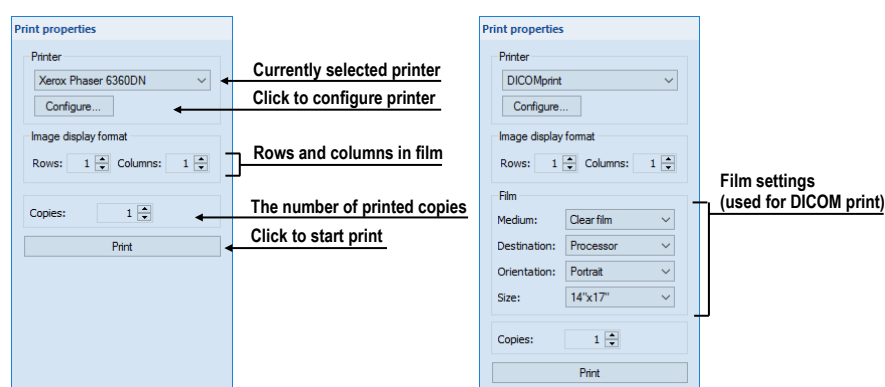 Print properties
Printer
Xerox Phaser 6360DN
Configure...
Image display format
Rows: 1 Columns: 1
Copies: 1
Print
Currently selected printer
Click to configure printer
Rows and columns in film
The number of printed copies
Click to start print
Print properties
Printer
DICOMprint
Configure...
Image display format
Rows: 1 Columns: 1
Film
Medium: Clear film
Destination: Processor
Orientation: Portrait
Size: 14"x17"
Copies: 1
Print
Film settings
(used for DICOM print)